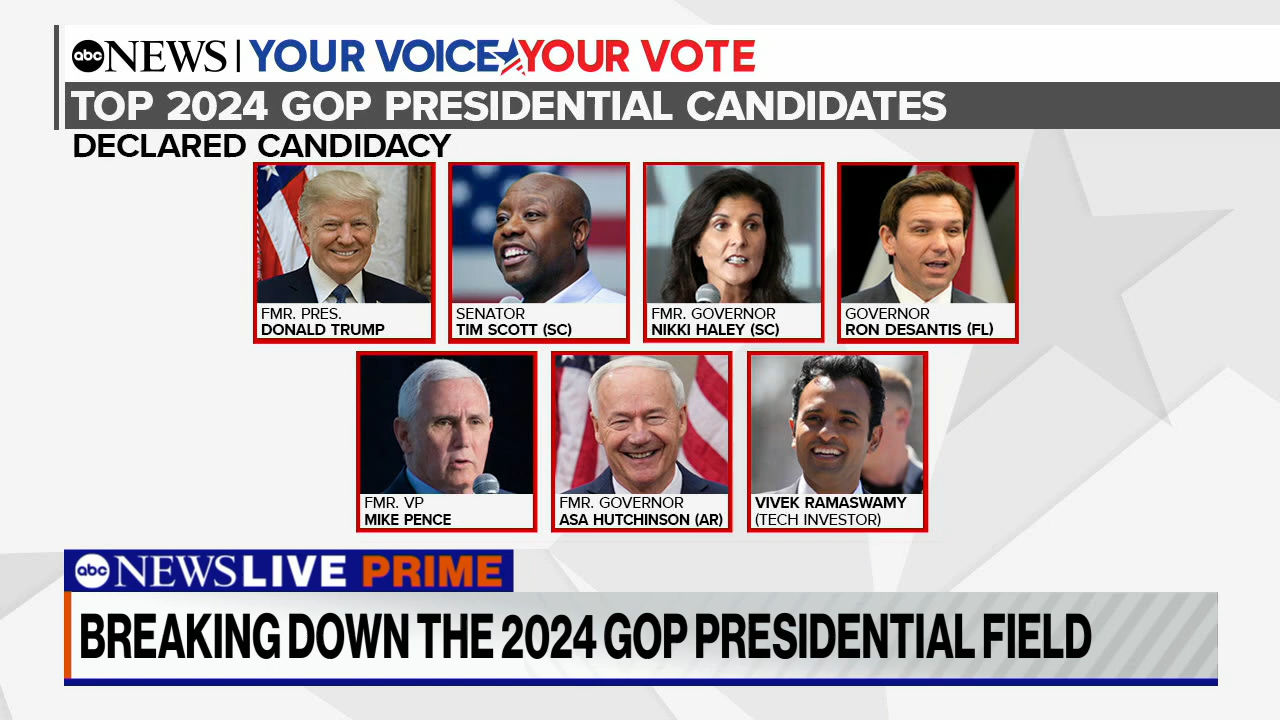 abc NEWS | YOUR VOICE YOUR VOTE
TOP 2024 GOP PRESIDENTIAL CANDIDATES
DECLARED CANDIDACY
FMR. PRES.
DONALD TRUMP
SENATOR
TIM SCOTT (SC)
FMR. GOVERNOR
NIKKI HALEY (SC)
GOVERNOR
RON DESANTIS (FL)
FMR. VP
MIKE PENCE
FMR. GOVERNOR
ASA HUTCHINSON (AR)
VIVEK RAMASWAMY
(TECH INVESTOR)
abc NEWS LIVE PRIME
BREAKING DOWN THE 2024 GOP PRESIDENTIAL FIELD